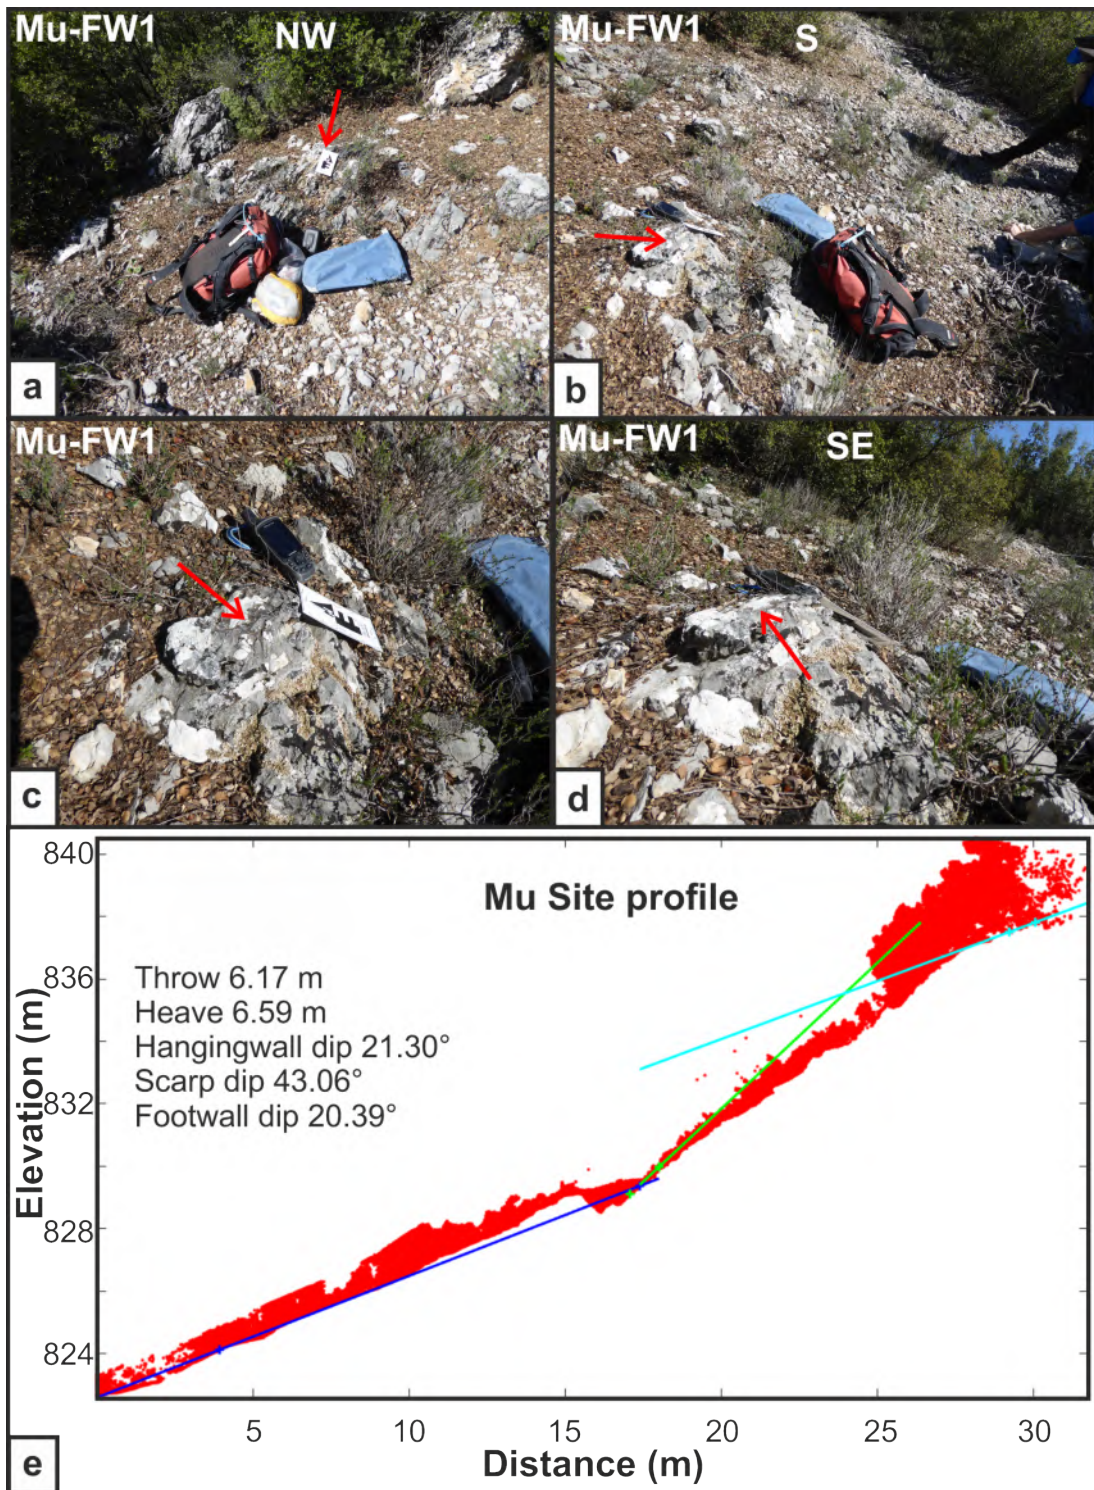 Mu-FW1
NW
a
Mu-FW1
S
b
Mu-FW1
c
Mu-FW1
SE
d
840
836
832
828
824
Elevation (m)
Mu Site profile
Throw 6.17 m
Heave 6.59 m
Hangingwall dip 21.30°
Scarp dip 43.06°
Footwall dip 20.39°
5 10 15 20 25 30
Distance (m)
e